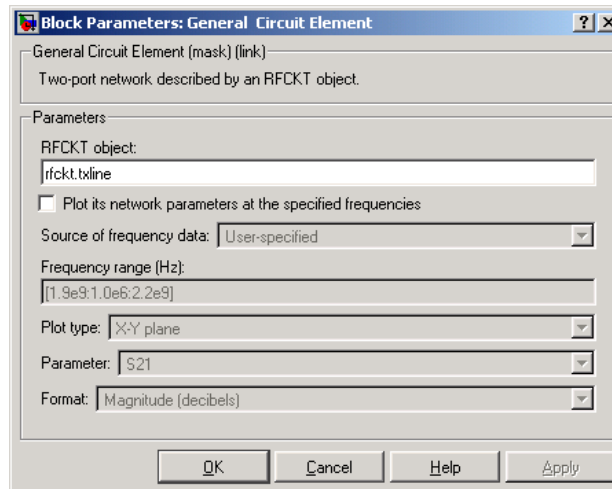 Block Parameters: General Circuit Element
General Circuit Element (mask) (link)
Two-port network described by an RFCKT object.
Parameters
RFCKT object:
rfckt.txline
Plot its network parameters at the specified frequencies
Source of frequency data: User-specified
Frequency range (Hz):
[1.9e9:1.0e6:2.2e9]
Plot type: X-Y plane
Parameter: S21
Format: Magnitude (decibels)
OK Cancel Help Apply